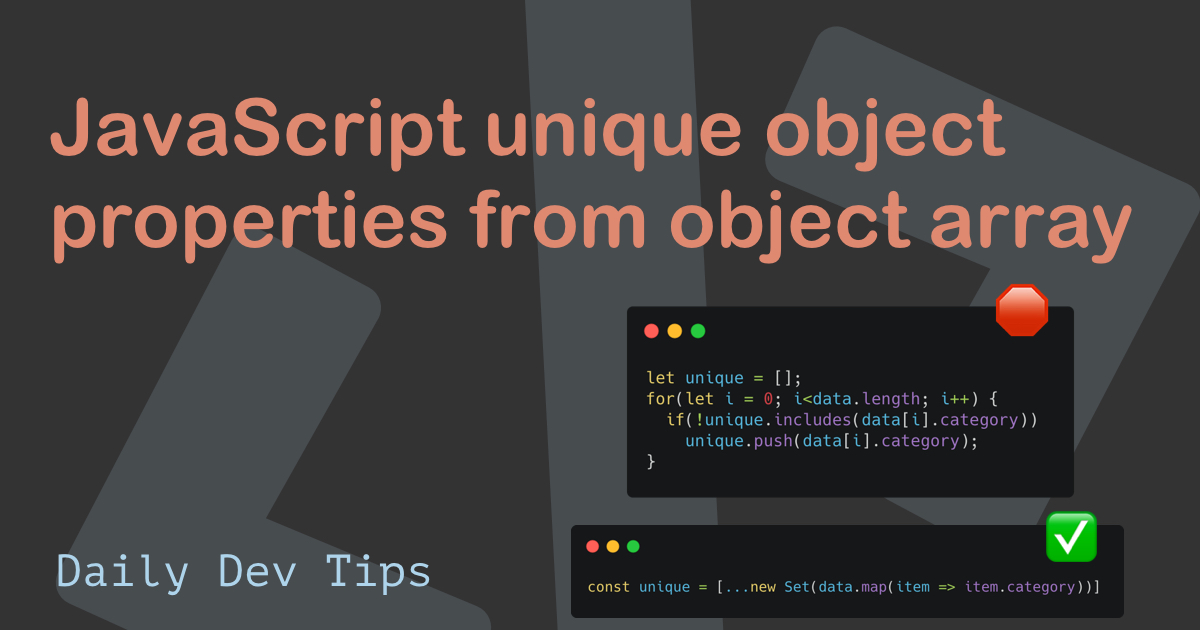 JavaScript unique object
properties from object array
let unique = [];
for(let i = 0; i<data.length; i++) {
  if(!unique.includes(data[i].category))
    unique.push(data[i].category);
}
Daily Dev Tips
const unique = [...new Set(data.map(item => item.category))]